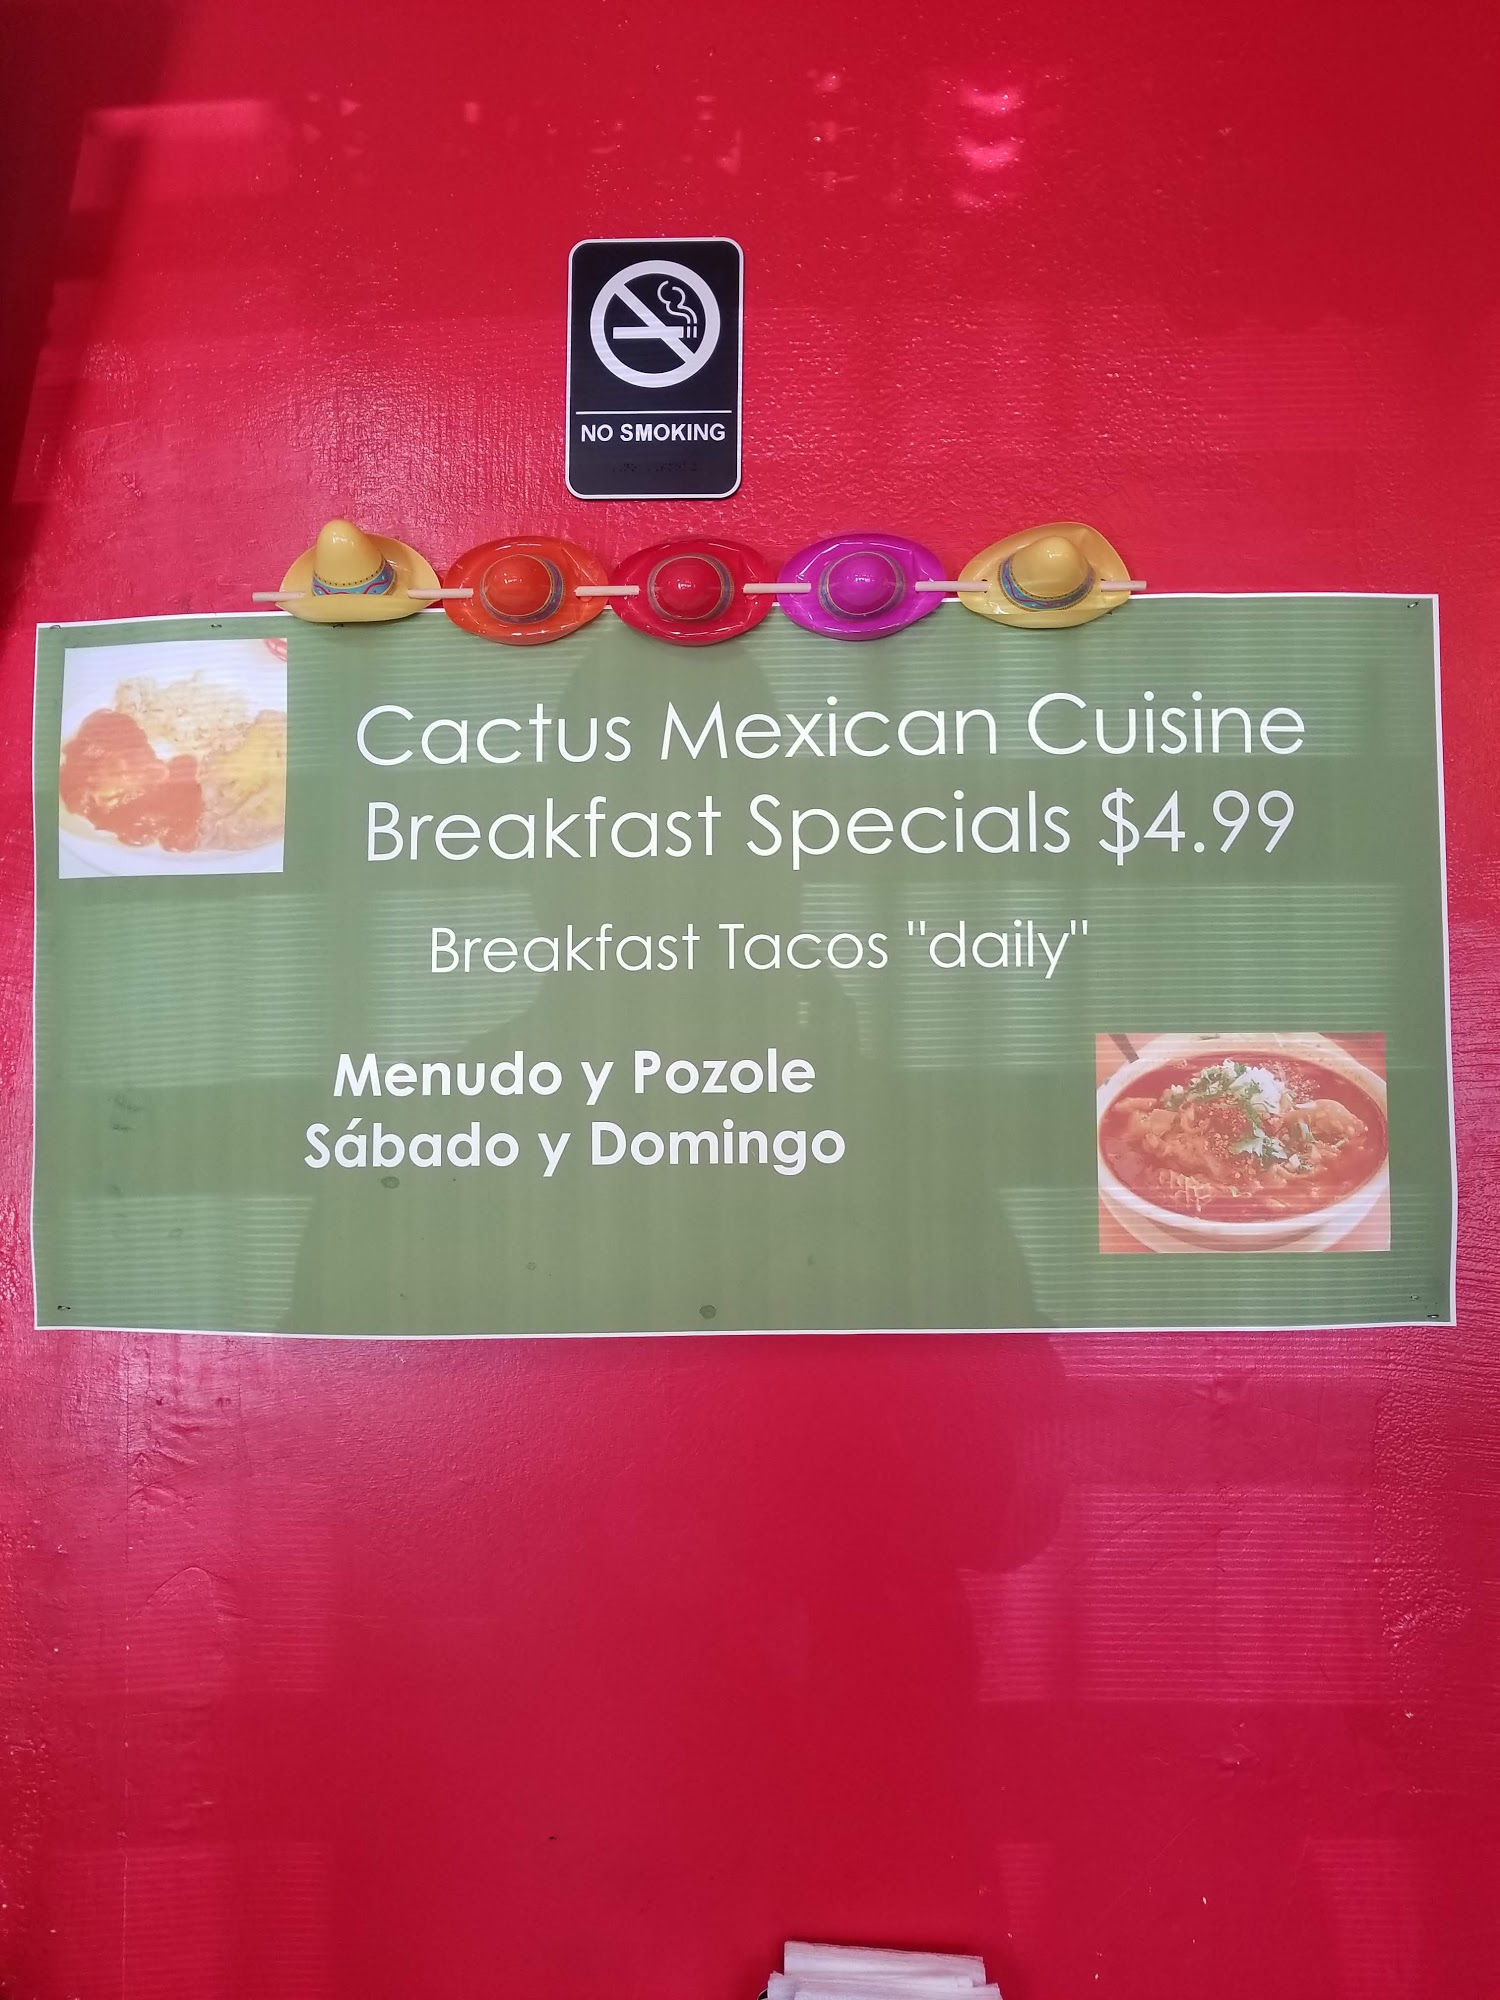 NO SMOKING
Cactus Mexican Cuisine
Breakfast Specials $4.99
Breakfast Tacos "daily"
Menudo y Pozole
Sábado y Domingo